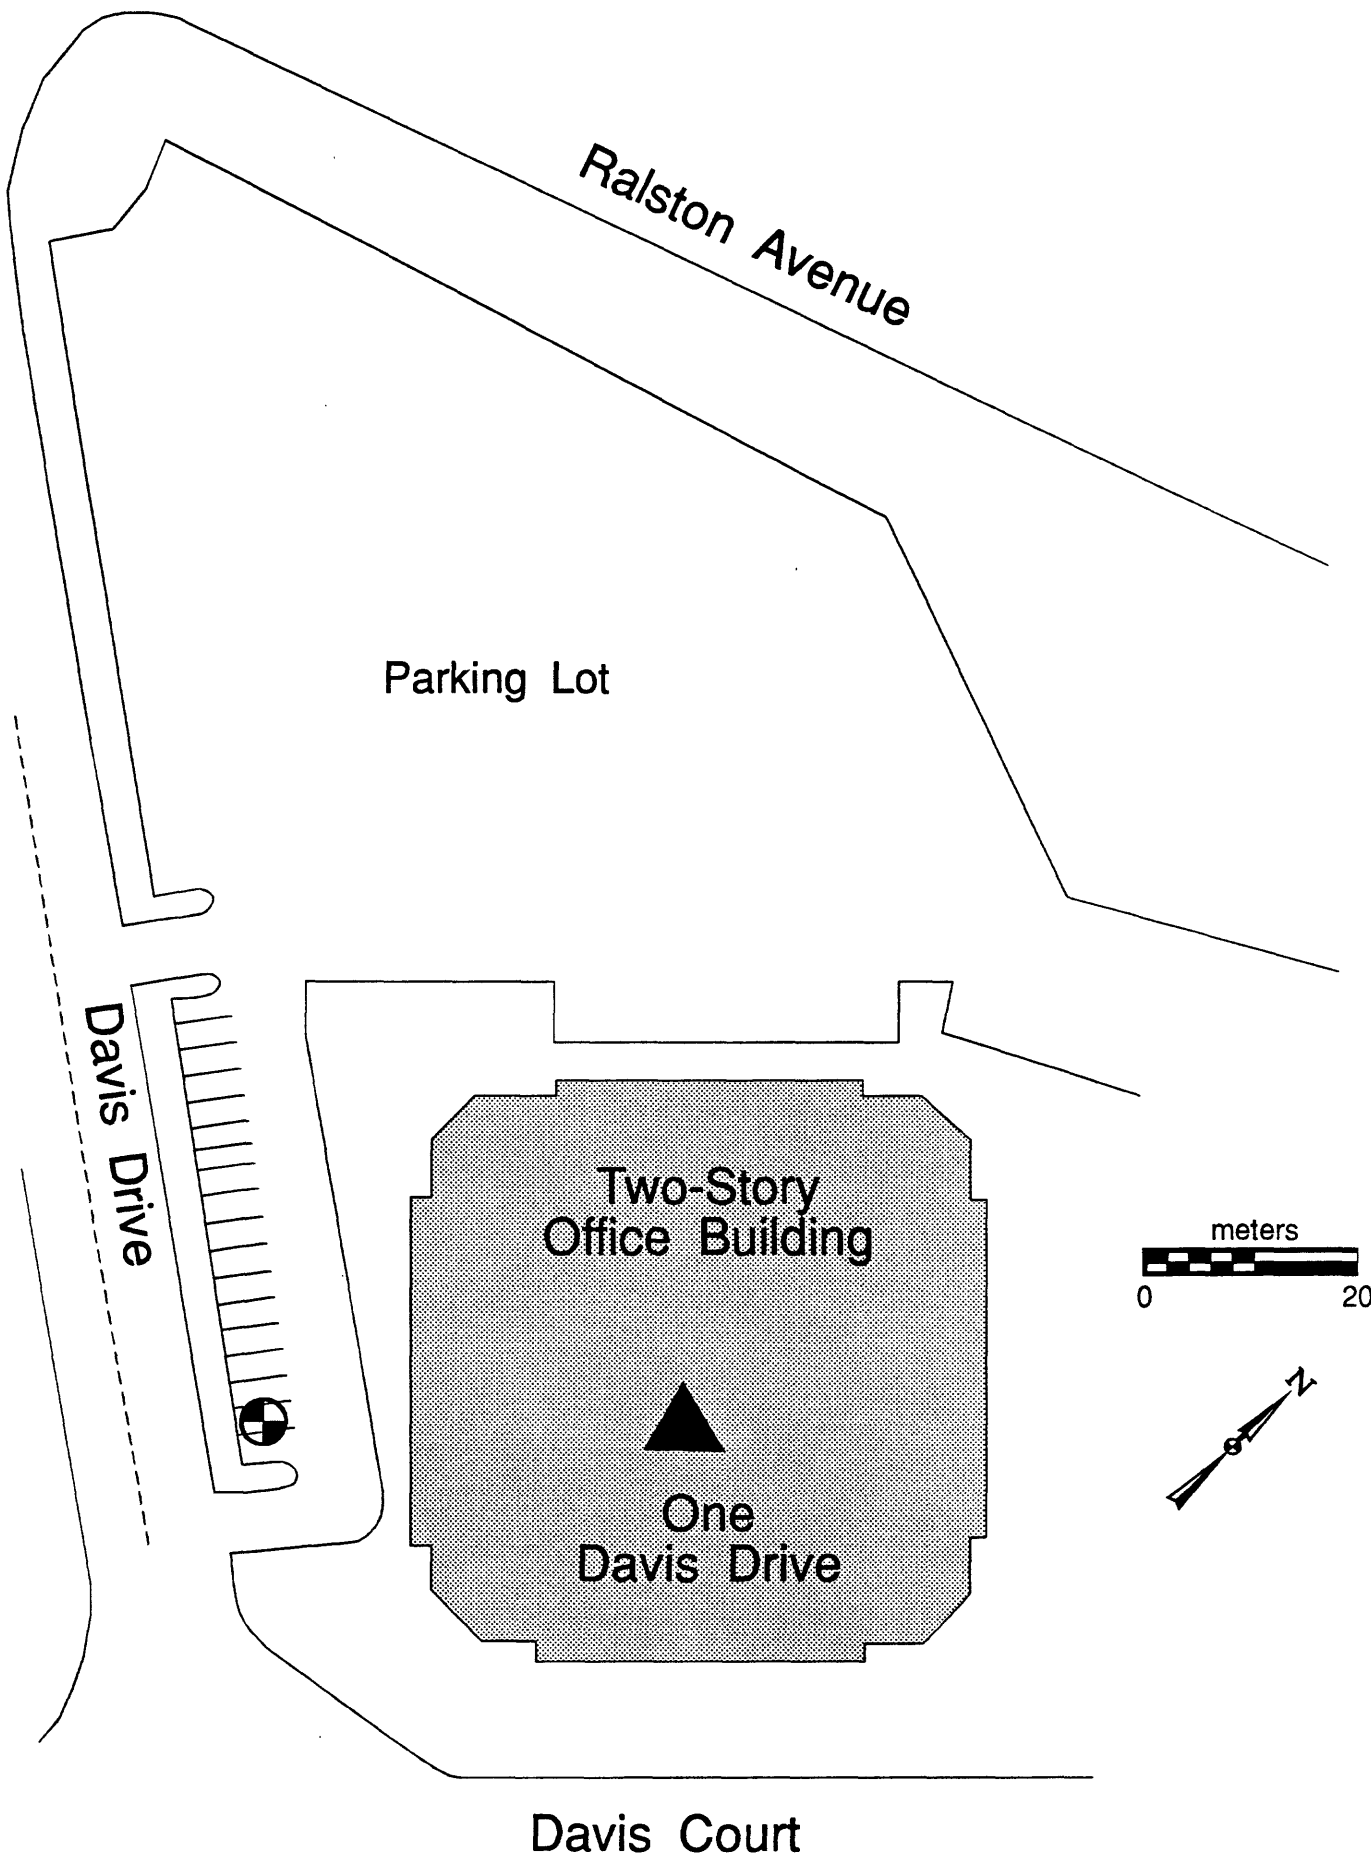 Ralston Avenue
Parking Lot
Davis Drive
Two-Story
Office Building
meters
0 20
N
One
Davis Drive
Davis Court